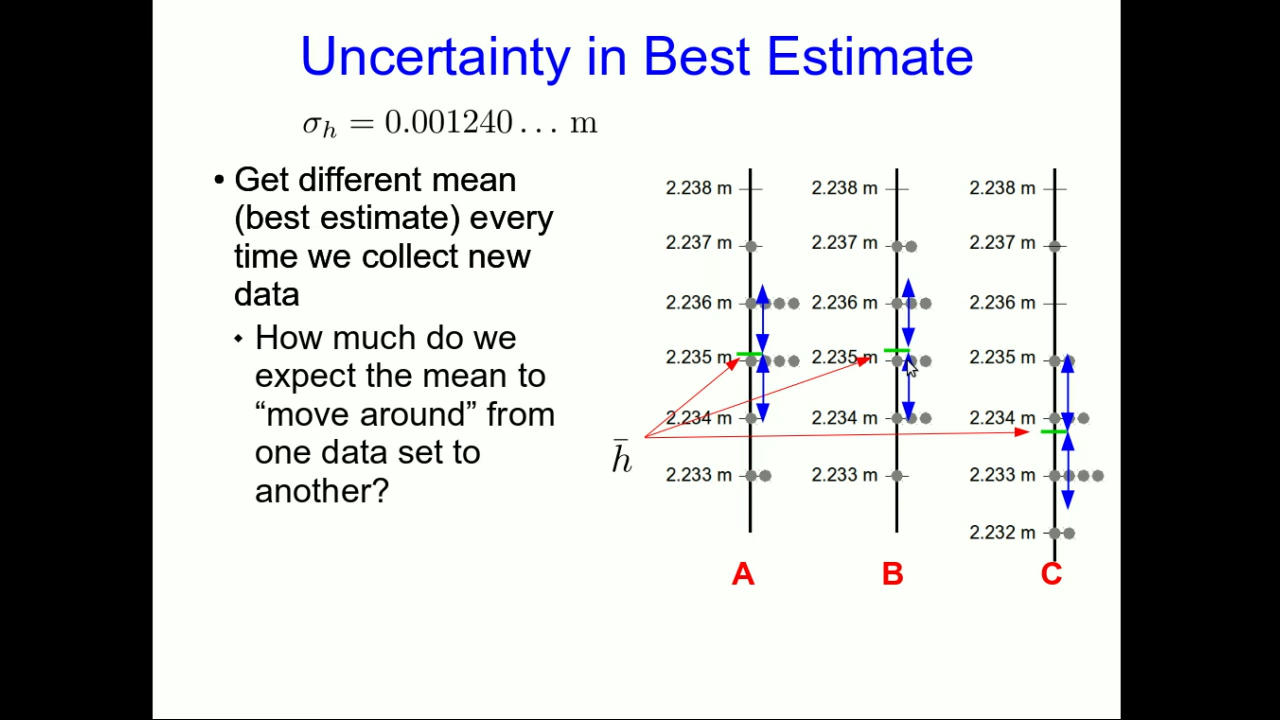 Uncertainty in Best Estimate
σₕ = 0.001240 . . . m
• Get different mean
(best estimate) every
time we collect new
data
⬩ How much do we
expect the mean to
“move around” from
one data set to
another?
h̄
2.238 m
2.237 m
2.236 m
2.235 m
2.234 m
2.233 m
A
2.238 m
2.237 m
2.236 m
2.235 m
2.234 m
2.233 m
B
2.238 m
2.237 m
2.236 m
2.235 m
2.234 m
2.233 m
2.232 m
C